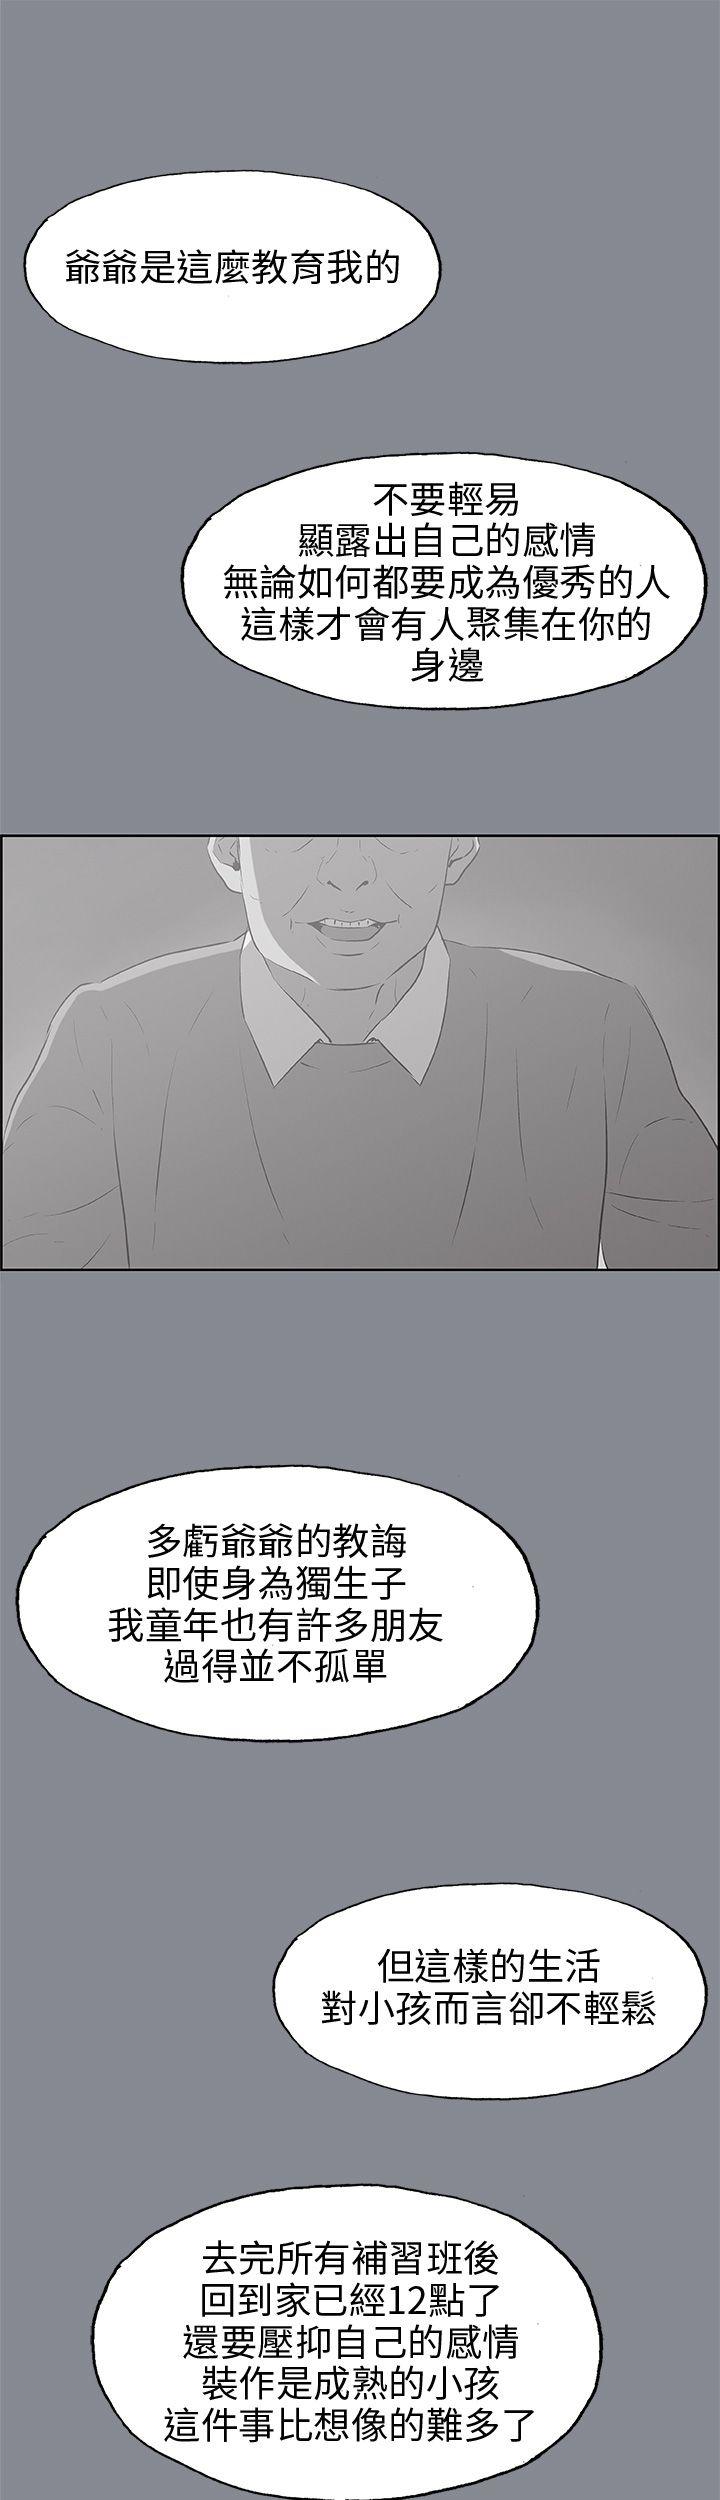 爺爺是這麼教育我的
不要輕易
顯露出自己的感情
無論如何都要成為優秀的人
這樣才會有人聚集在你的
身邊
多虧爺爺的教誨
即使身為獨生子
我童年也有許多朋友
過得並不孤單
但這樣的生活
對小孩而言卻不輕鬆
去完所有補習班後
回到家已經12點了
還要壓抑自己的感情
裝作是成熟的小孩
這件事比想像的難多了